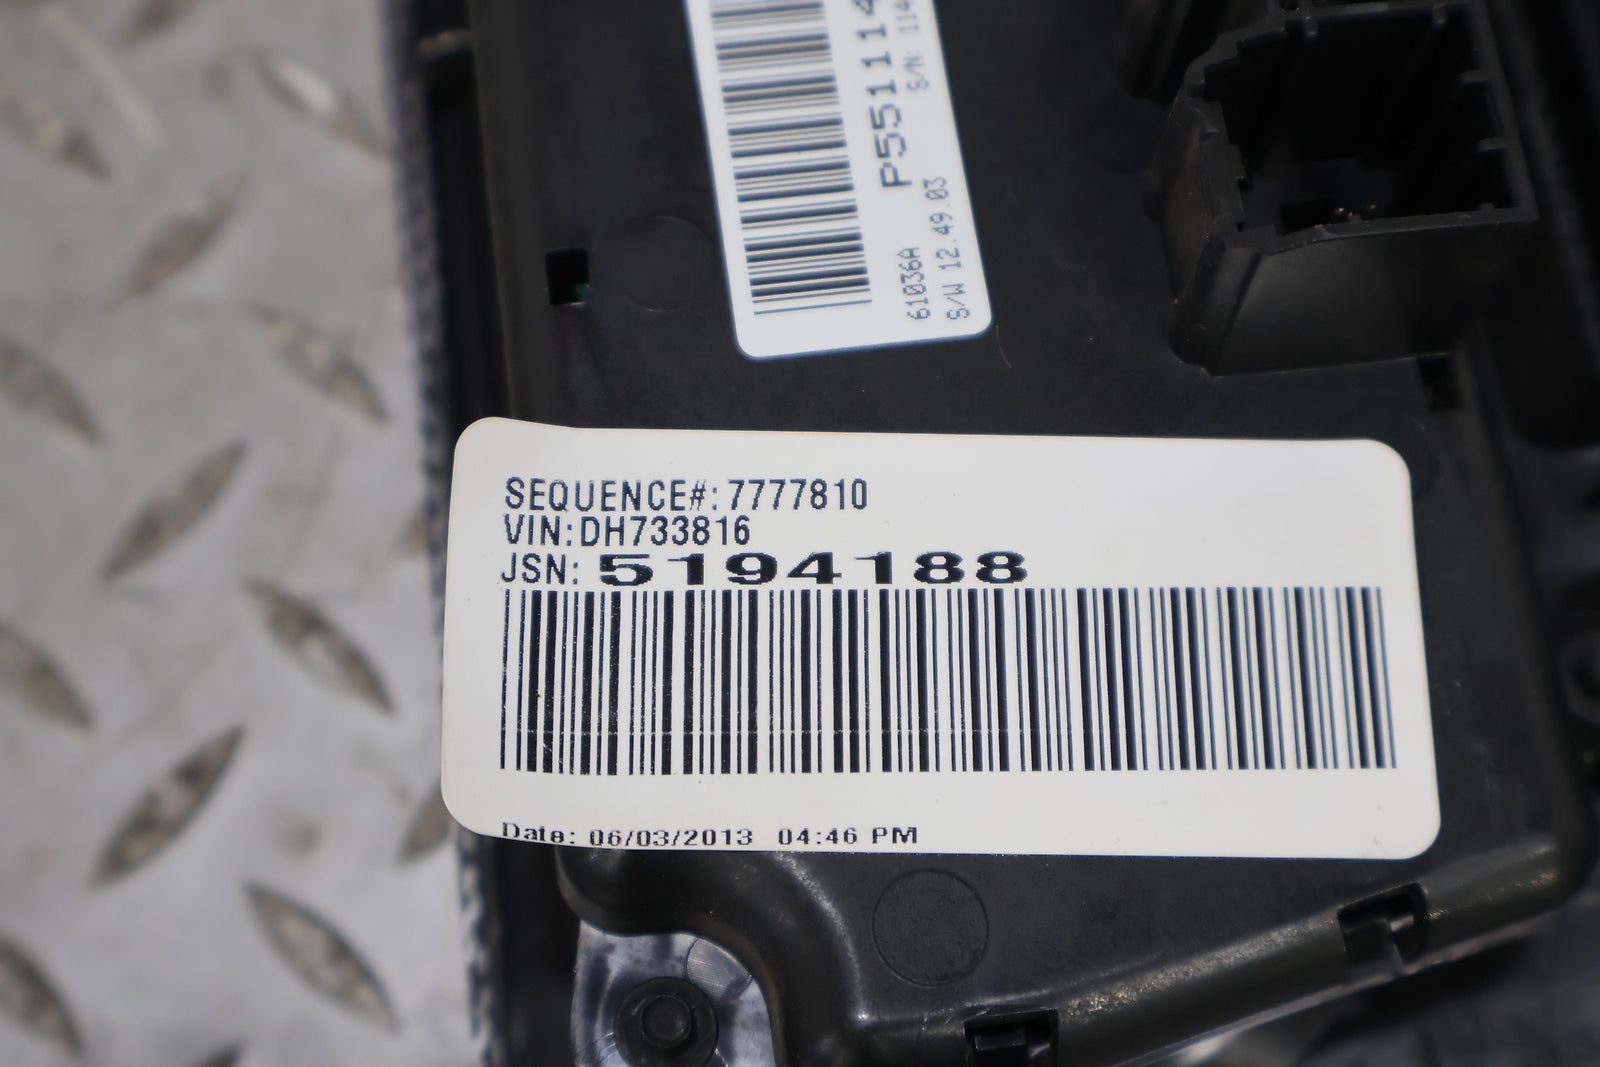 P551114
S/N: 114
61036A
S/W 12.49.03
SEQUENCE#: 7777810
VIN: DH733816
JSN: 5194188
Date: 06/03/2013 04:46 PM